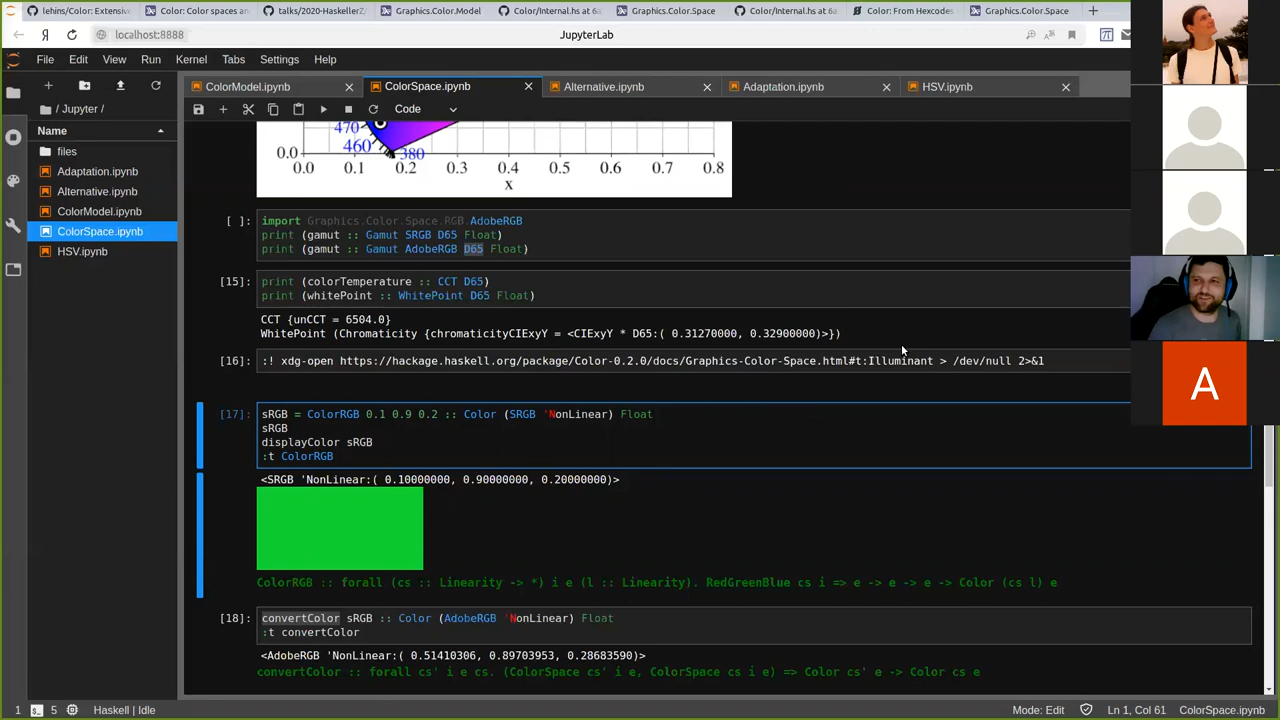 lehins/Color: Extensiv
Color: Color spaces an
talks/2020-HaskellerZ/
Graphics.Color.Model
Color/Internal.hs at 6a
Graphics.Color.Space
Color/Internal.hs at 6a
Color: From Hexcodes
Graphics.Color.Space
Я
localhost:8888
JupyterLab
File
Edit
View
Run
Kernel
Tabs
Settings
Help
ColorModel.ipynb
ColorSpace.ipynb
Alternative.ipynb
Adaptation.ipynb
HSV.ipynb
Code
/ Jupyter /
Name
files
Adaptation.ipynb
Alternative.ipynb
ColorModel.ipynb
ColorSpace.ipynb
HSV.ipynb
470
460
380
0.0
0.0 0.1 0.2 0.3 0.4 0.5 0.6 0.7 0.8
x
[ ]: import Graphics.Color.Space.RGB.AdobeRGB
print (gamut :: Gamut SRGB D65 Float)
print (gamut :: Gamut AdobeRGB D65 Float)
[15]: print (colorTemperature :: CCT D65)
print (whitePoint :: WhitePoint D65 Float)
CCT {unCCT = 6504.0}
WhitePoint (Chromaticity {chromaticityCIExyY = <CIExyY * D65:( 0.31270000, 0.32900000)>})
[16]: :! xdg-open https://hackage.haskell.org/package/Color-0.2.0/docs/Graphics-Color-Space.html#t:Illuminant > /dev/null 2>&1
[17]: sRGB = ColorRGB 0.1 0.9 0.2 :: Color (SRGB 'NonLinear) Float
sRGB
displayColor sRGB
:t ColorRGB
<SRGB 'NonLinear:( 0.10000000, 0.90000000, 0.20000000)>
ColorRGB :: forall (cs :: Linearity -> *) i e (l :: Linearity). RedGreenBlue cs i => e -> e -> e -> Color (cs l) e
[18]: convertColor sRGB :: Color (AdobeRGB 'NonLinear) Float
:t convertColor
<AdobeRGB 'NonLinear:( 0.51410306, 0.89703953, 0.28683590)>
convertColor :: forall cs' i e cs. (ColorSpace cs' i e, ColorSpace cs i e) => Color cs' e -> Color cs e
A
1
5
Haskell | Idle
Mode: Edit
Ln 1, Col 61
ColorSpace.ipynb